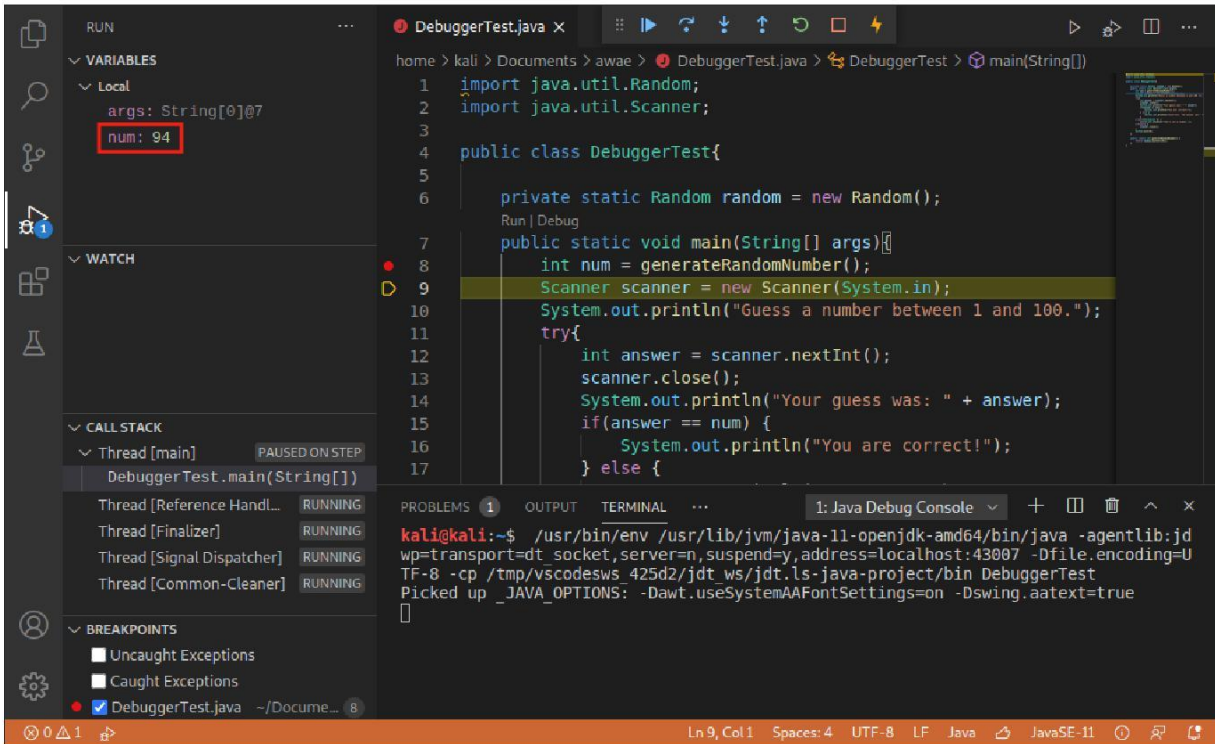 RUN ...
VARIABLES
Local
args: String[0]@7
num: 94
WATCH
CALL STACK
Thread [main] PAUSED ON STEP
DebuggerTest.main(String[])
Thread [Reference Handl... RUNNING
Thread [Finalizer] RUNNING
Thread [Signal Dispatcher] RUNNING
Thread [Common-Cleaner] RUNNING
BREAKPOINTS
Uncaught Exceptions
Caught Exceptions
DebuggerTest.java ~/Docume... 8
1
J DebuggerTest.java ×
home > kali > Documents > awae > J DebuggerTest.java > DebuggerTest > main(String[])
1 import java.util.Random;
2 import java.util.Scanner;
3
4 public class DebuggerTest{
5
6 private static Random random = new Random();
Run | Debug
7 public static void main(String[] args){
8 int num = generateRandomNumber();
9 Scanner scanner = new Scanner(System.in);
10 System.out.println("Guess a number between 1 and 100.");
11 try{
12 int answer = scanner.nextInt();
13 scanner.close();
14 System.out.println("Your guess was: " + answer);
15 if(answer == num) {
16 System.out.println("You are correct!");
17 } else {
PROBLEMS 1 OUTPUT TERMINAL ... 1: Java Debug Console
kali@kali:~$ /usr/bin/env /usr/lib/jvm/java-11-openjdk-amd64/bin/java -agentlib:jd
wp=transport=dt_socket,server=n,suspend=y,address=localhost:43007 -Dfile.encoding=U
TF-8 -cp /tmp/vscodesws_425d2/jdt_ws/jdt.ls-java-project/bin DebuggerTest
Picked up _JAVA_OPTIONS: -Dawt.useSystemAAFontSettings=on -Dswing.aatext=true
0 1 Ln 9, Col 1 Spaces: 4 UTF-8 LF Java JavaSE-11